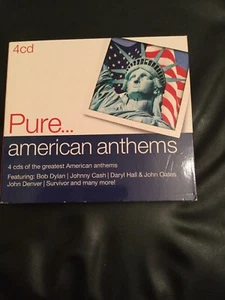 4cd
Pure...
american anthems
4 cds of the greatest American anthems
Featuring: Bob Dylan | Johnny Cash | Daryl Hall & John Oates
John Denver | Survivor and many more!